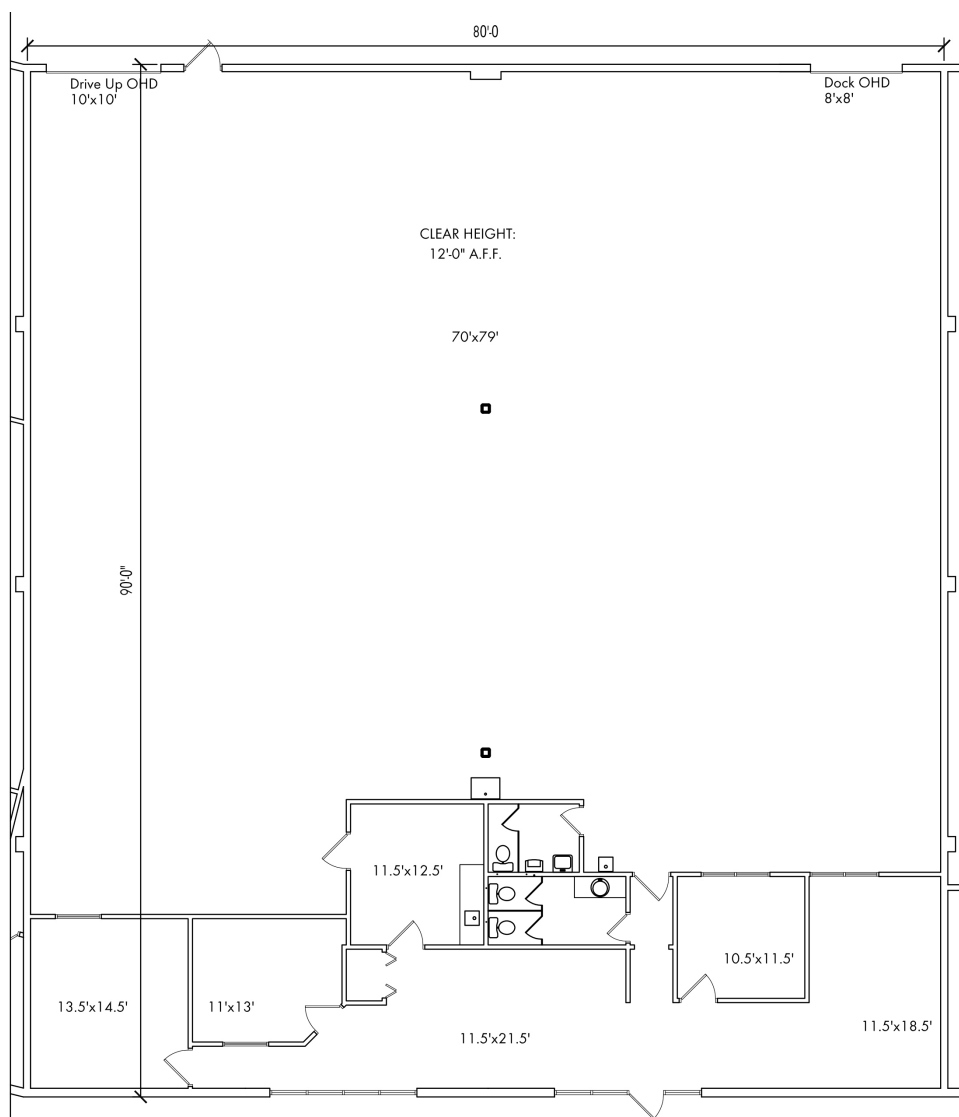 80'-0
Drive Up OHD
10'x10'
Dock OHD
8'x8'
CLEAR HEIGHT:
12'-0" A.F.F.
70'x79'
90'-0"
11.5'x12.5'
10.5'x11.5'
13.5'x14.5'
11'x13'
11.5'x18.5'
11.5'x21.5'